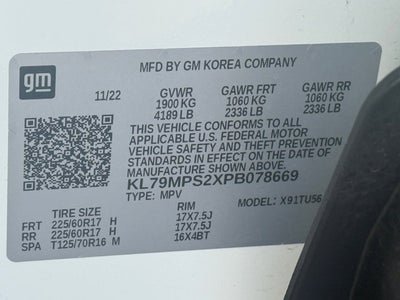 gm
MFD BY GM KOREA COMPANY
11/22 GVWR GAWR FRT GAWR RR
1900 KG 1060 KG 1060 KG
4189 LB 2336 LB 2336 LB
THIS VEHICLE CONFORMS TO ALL
APPLICABLE U.S. FEDERAL MOTOR
VEHICLE SAFETY AND THEFT
PREVENTION STANDARDS IN EFFECT
ON THE DATE OF
MANUFACTURE SHOWN ABOVE.
KL79MPS2XPB078669
TYPE: MPV MODEL: X91TU56
TIRE SIZE RIM
FRT 225/60R17 H 17X7.5J
RR 225/60R17 H 17X7.5J
SPA T125/70R16 M 16X4BT